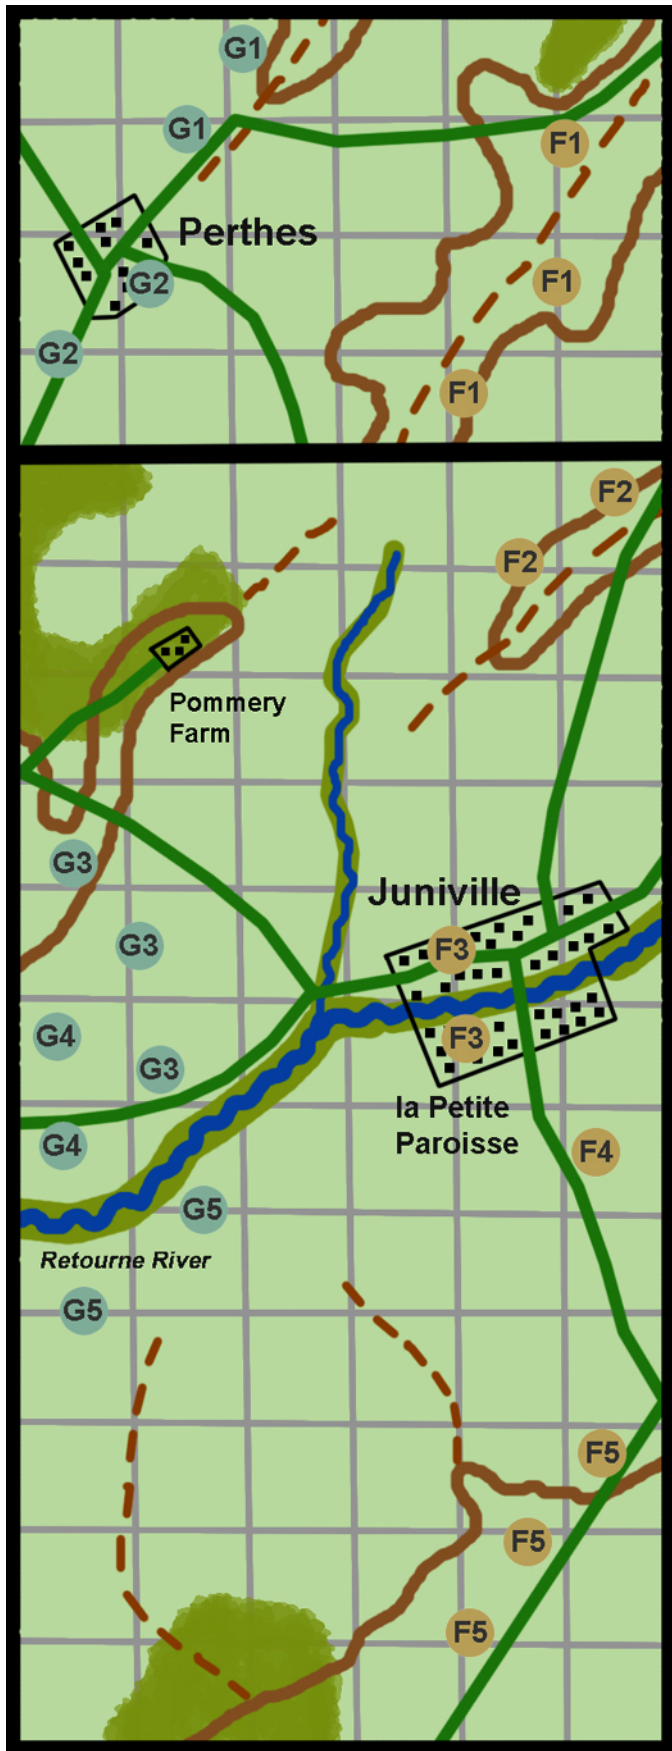 G1
G1
F1
Perthes
G2
F1
G2
F1
F2
F2
Pommery
Farm
G3
Juniville
G3
F3
G4
F3
G3
la Petite
Paroisse
G4
F4
G5
Retourne River
G5
F5
F5
F5